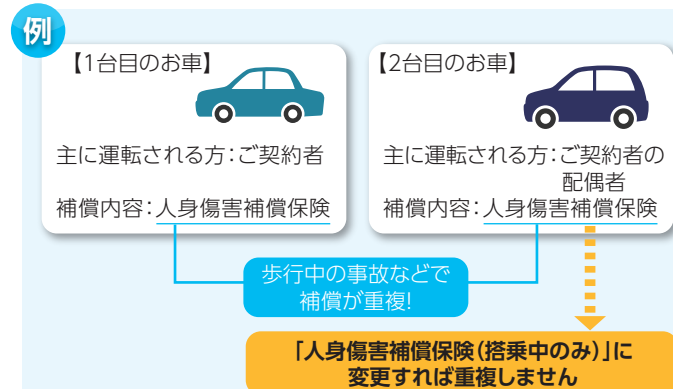 例
【1台目のお車】
主に運転される方：ご契約者
補償内容：人身傷害補償保険
【2台目のお車】
主に運転される方：ご契約者の
配偶者
補償内容：人身傷害補償保険
歩行中の事故などで
補償が重複!
「人身傷害補償保険（搭乗中のみ）」に
変更すれば重複しません